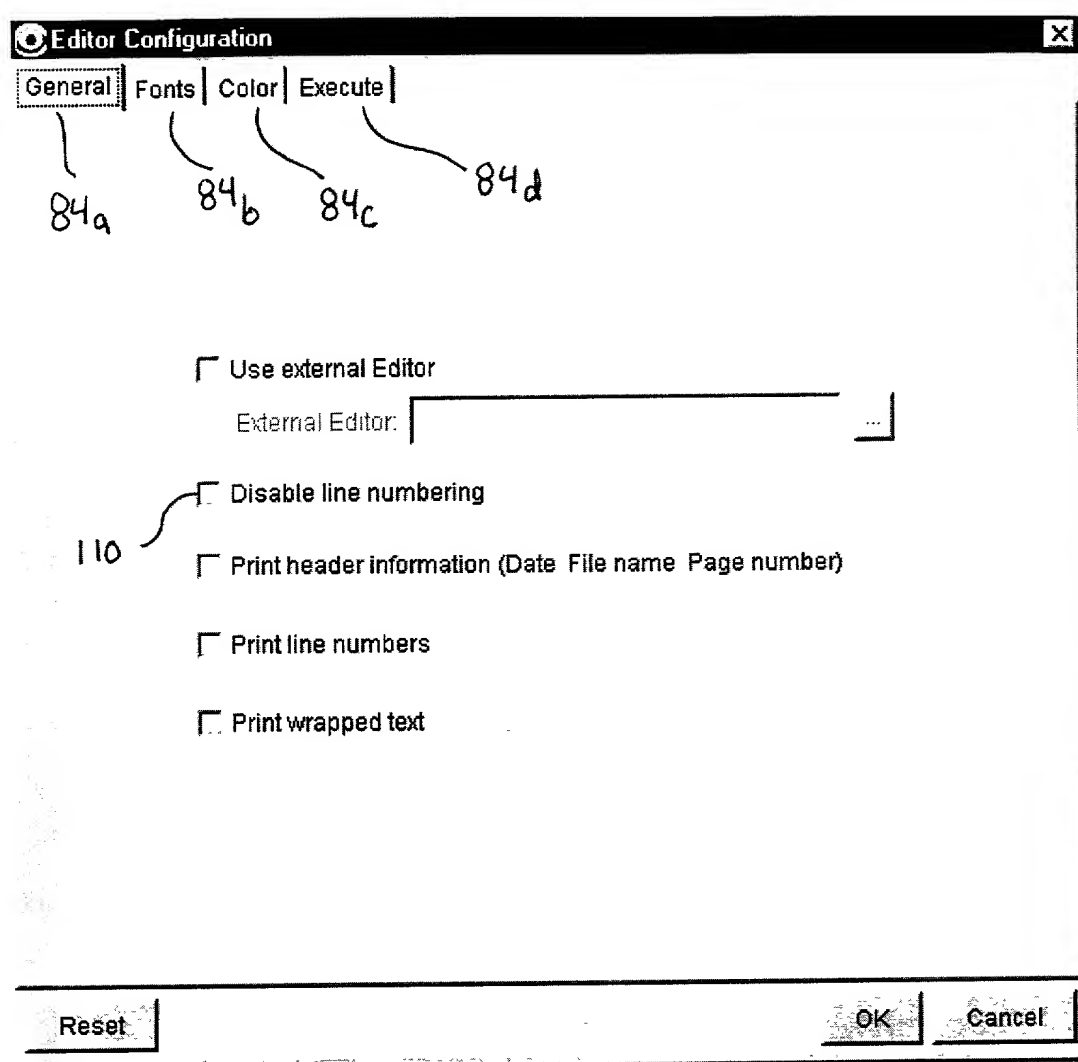 Editor Configuration
General Fonts Color Execute
84a 84b 84c 84d
Use external Editor
External Editor: ...
Disable line numbering
110
Print header information (Date File name Page number)
Print line numbers
Print wrapped text
Reset OK Cancel